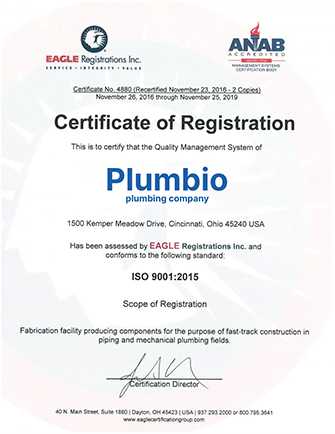 EAGLE Registrations Inc.
SERVICE • INTEGRITY • VALUE
ANAB
ACCREDITED
MANAGEMENT SYSTEMS
CERTIFICATION BODY
Certificate No. 4880 (Recertified November 23, 2016 - 2 Copies)
November 26, 2016 through November 25, 2019
Certificate of Registration
This is to certify that the Quality Management System of
Plumbio
plumbing company
1500 Kemper Meadow Drive, Cincinnati, Ohio 45240 USA
Has been assessed by EAGLE Registrations Inc. and
conforms to the following standard:
ISO 9001:2015
Scope of Registration
Fabrication facility producing components for the purpose of fast-track construction in
piping and mechanical plumbing fields.
Certification Director
40 N. Main Street, Suite 1880 | Dayton, OH 45423 | USA | 937.293.2000 or 800.795.3641
www.eaglecertificationgroup.com